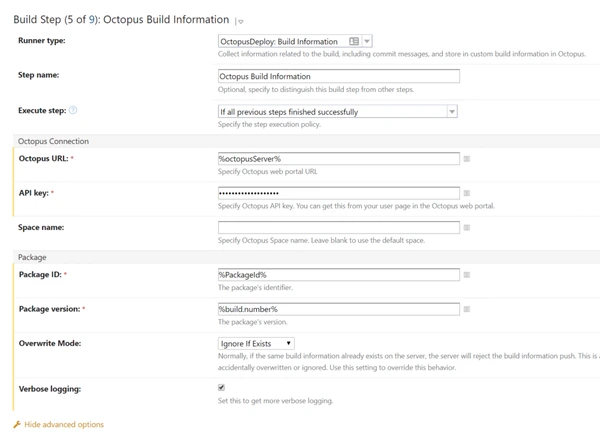 Build Step (5 of 9): Octopus Build Information
Runner type:
OctopusDeploy: Build Information
Collect information related to the build, including commit messages, and store in custom build information in Octopus.
Step name:
Octopus Build Information
Optional, specify to distinguish this build step from other steps.
Execute step:
If all previous steps finished successfully
Specify the step execution policy.
Octopus Connection
Octopus URL: *
%octopusServer%
Specify Octopus web portal URL
API key: *
••••••••••••••••••
Specify Octopus API key. You can get this from your user page in the Octopus web portal.
Space name:
Specify Octopus Space name. Leave blank to use the default space.
Package
Package ID: *
%PackageId%
The package's identifier.
Package version: *
%build.number%
The package's version.
Overwrite Mode:
Ignore If Exists
Normally, if the same build information already exists on the server, the server will reject the build information push. This is a
accidentally overwritten or ignored. Use this setting to override this behavior.
Verbose logging:
Set this to get more verbose logging.
Hide advanced options